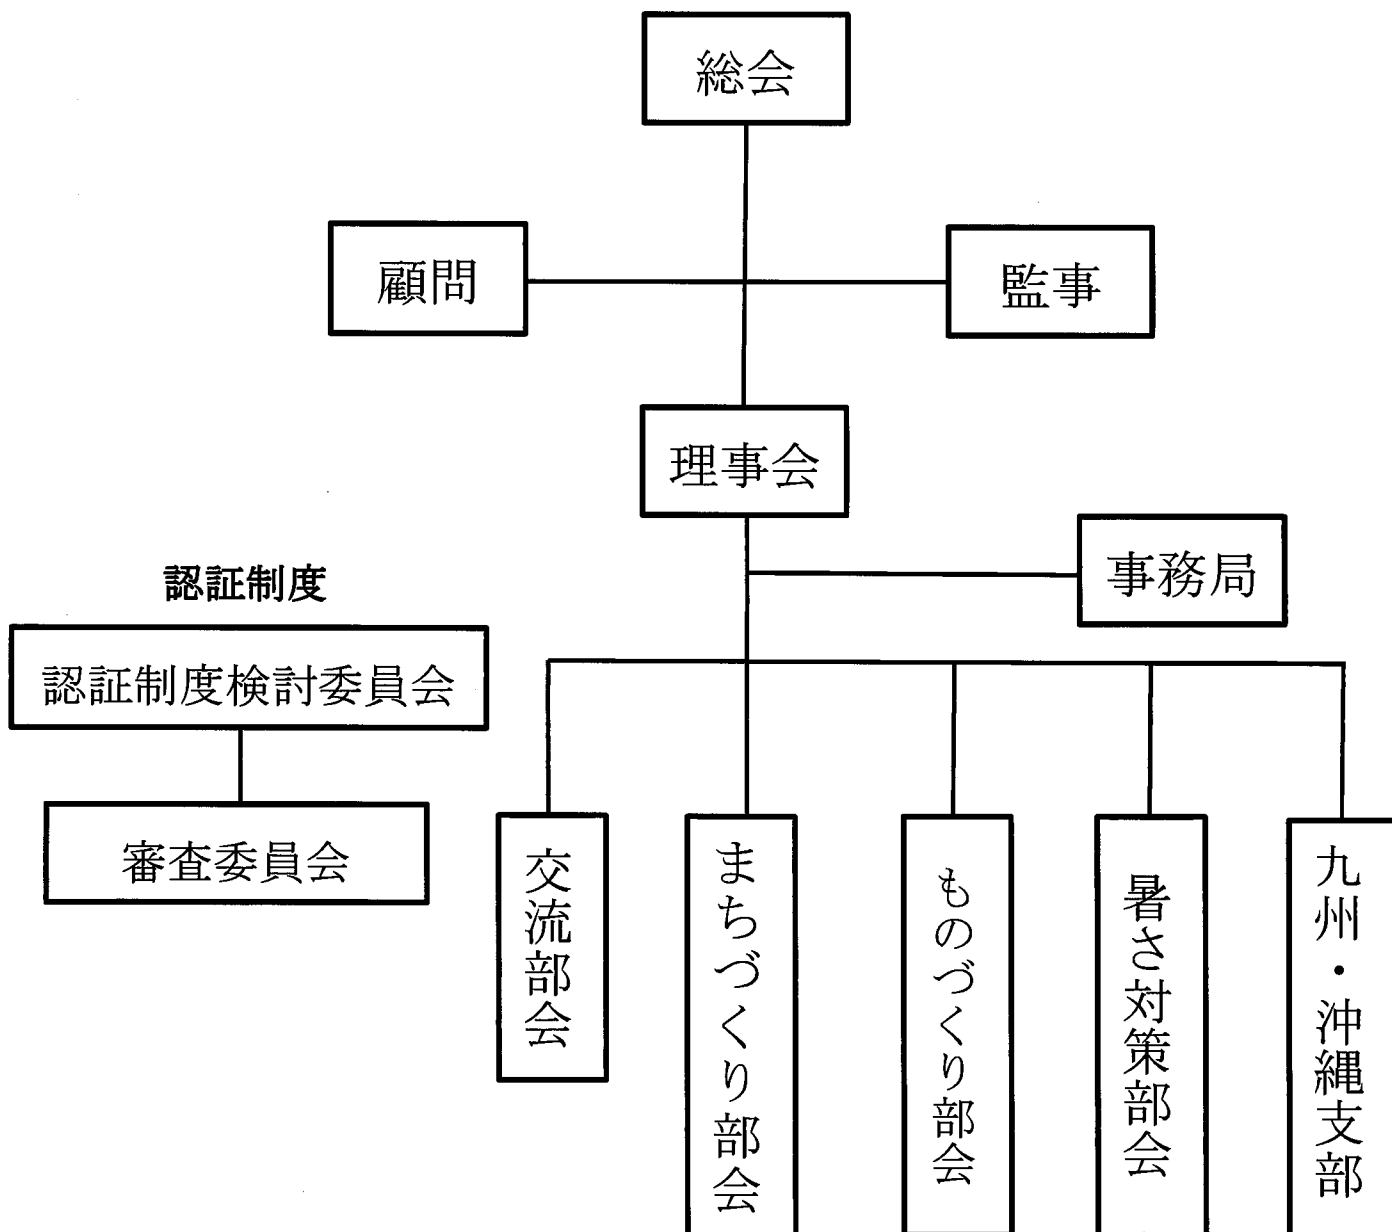 総会
顧問
監事
理事会
事務局
認証制度
認証制度検討委員会
審査委員会
交流部会
まちづくり部会
ものづくり部会
暑さ対策部会
九州・沖縄支部